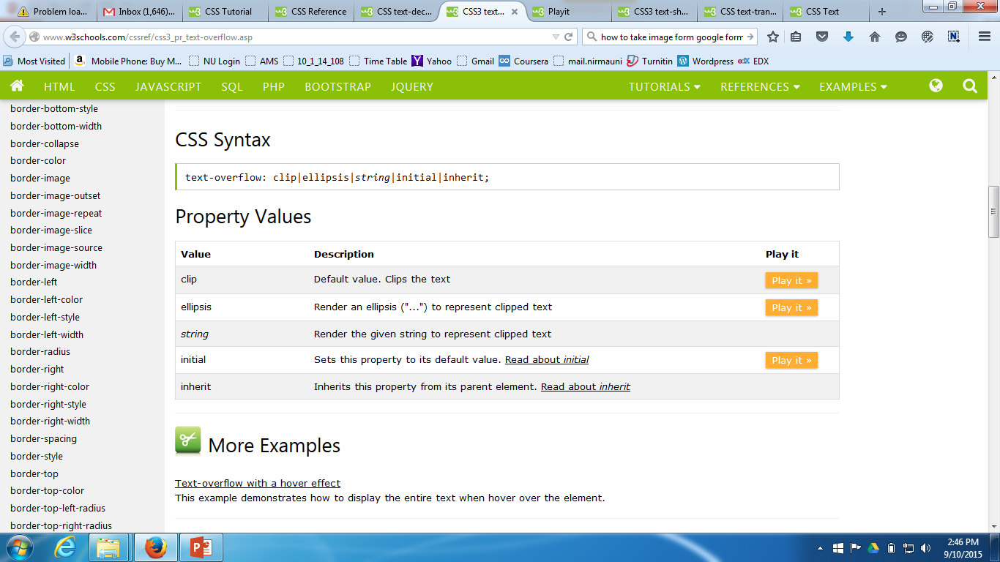 Problem loa...
Inbox (1,646)...
CSS Tutorial
CSS Reference
CSS text-dec...
CSS3 text...
Playit
CSS3 text-sh...
CSS text-tran...
CSS Text
www.w3schools.com/cssref/css3_pr_text-overflow.asp
how to take image form google form
Most Visited
Mobile Phone: Buy M...
NU Login
AMS
10_1_14_108
Time Table
Yahoo
Gmail
Coursera
mail.nirmauni
Turnitin
Wordpress
EDX
HTML CSS JAVASCRIPT SQL PHP BOOTSTRAP JQUERY TUTORIALS REFERENCES EXAMPLES
border-bottom-style
border-bottom-width
border-collapse
border-color
border-image
border-image-outset
border-image-repeat
border-image-slice
border-image-source
border-image-width
border-left
border-left-color
border-left-style
border-left-width
border-radius
border-right
border-right-color
border-right-style
border-right-width
border-spacing
border-style
border-top
border-top-color
border-top-left-radius
border-top-right-radius
CSS Syntax
text-overflow: clip|ellipsis|string|initial|inherit;
Property Values
Value Description Play it
clip Default value. Clips the text Play it »
ellipsis Render an ellipsis ("...") to represent clipped text Play it »
string Render the given string to represent clipped text
initial Sets this property to its default value. Read about initial Play it »
inherit Inherits this property from its parent element. Read about inherit
More Examples
Text-overflow with a hover effect
This example demonstrates how to display the entire text when hover over the element.
2:46 PM
9/10/2015